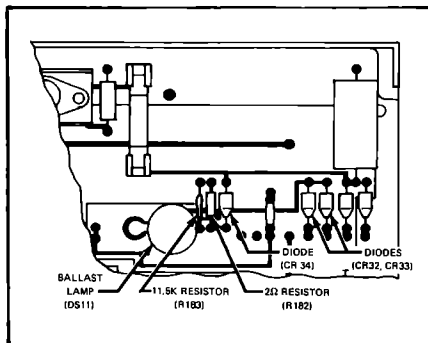 DIODE
(CR 34)
DIODES
(CR32, CR33)
BALLAST
LAMP
(DS11)
11.5K RESISTOR
(R183)
2Ω RESISTOR
(R182)